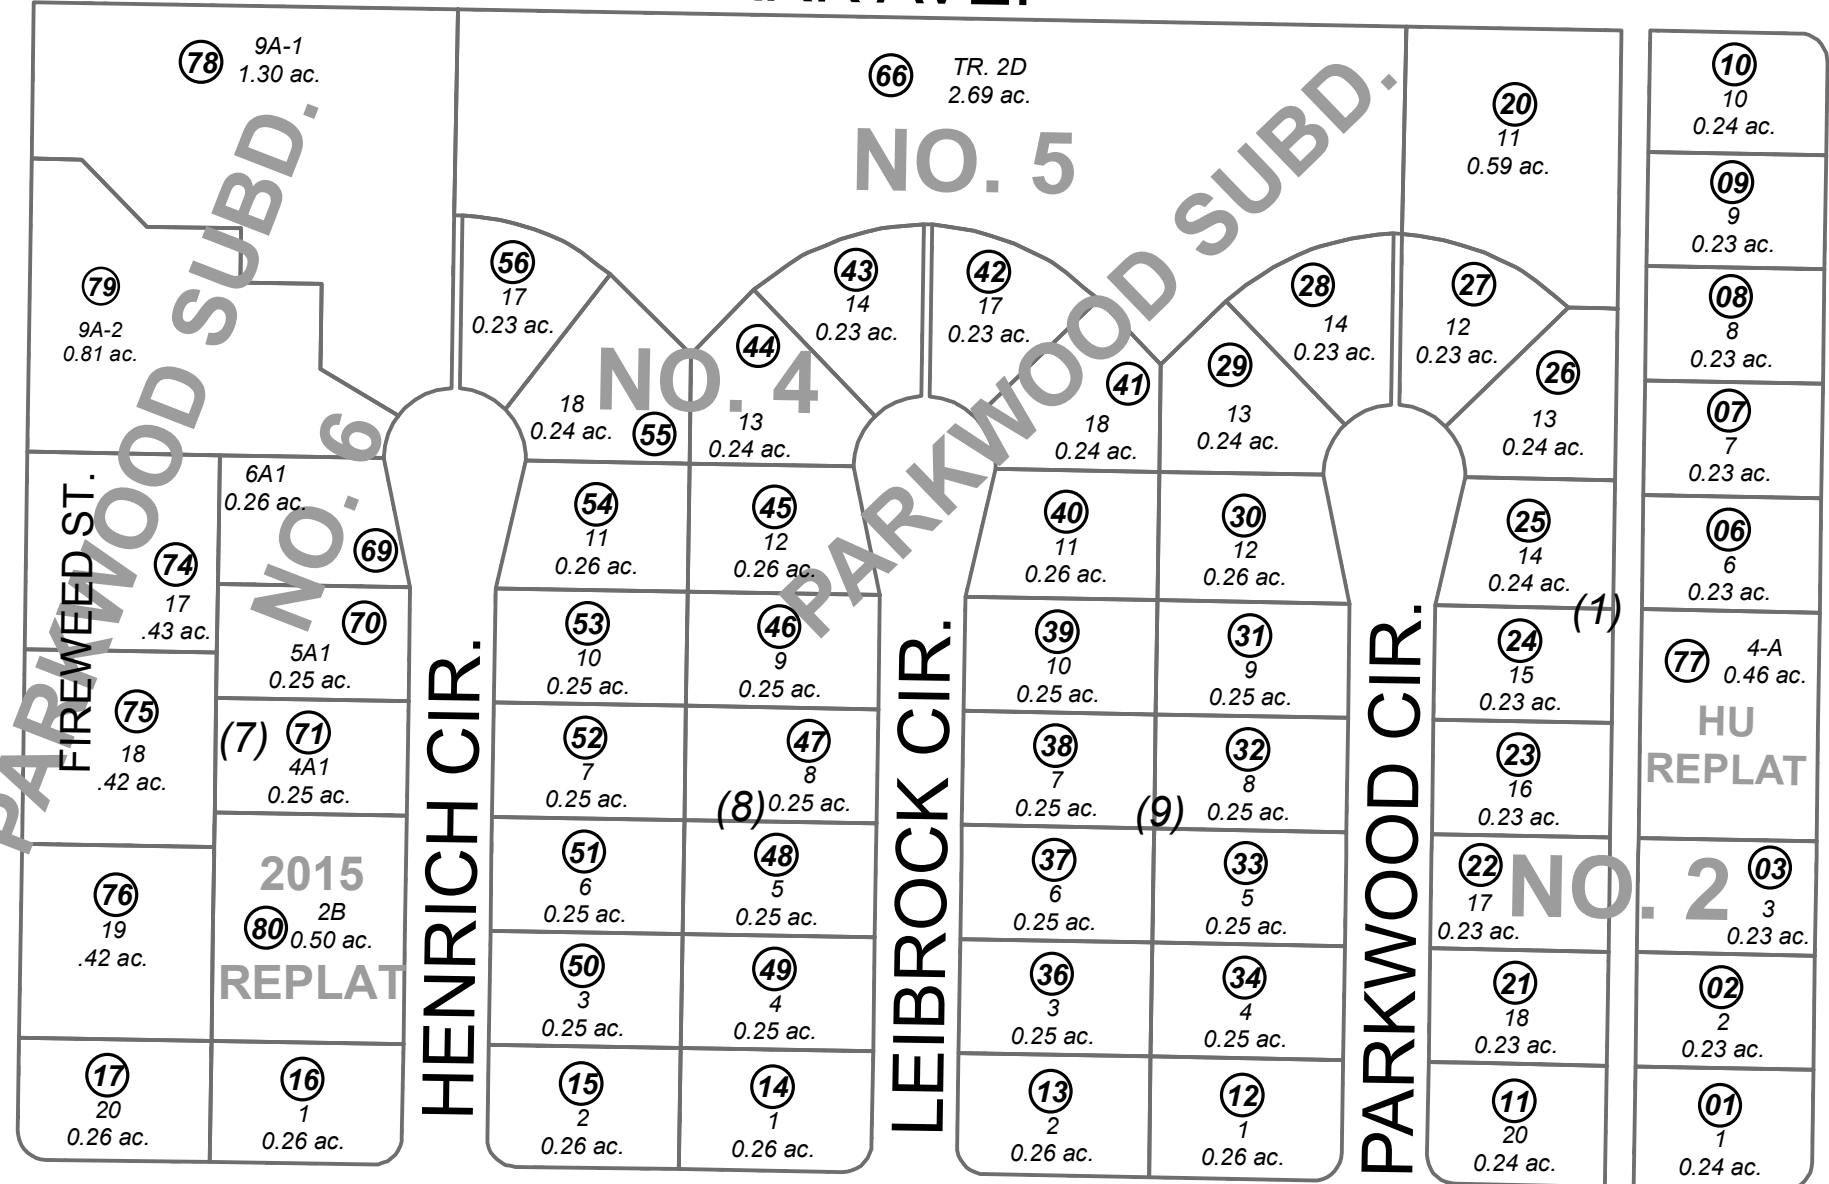 AVE.
78
9A-1
1.30 ac.
66
TR. 2D
2.69 ac.
NO. 5
20
11
0.59 ac.
10
10
0.24 ac.
09
9
0.23 ac.
08
8
0.23 ac.
07
7
0.23 ac.
06
6
0.23 ac.
77
4-A
0.46 ac.
HU
REPLAT
03
3
0.23 ac.
02
2
0.23 ac.
01
1
0.24 ac.
PARKWOOD SUBD.
NO. 6
79
9A-2
0.81 ac.
FIREWEED ST.
74
17
.43 ac.
75
18
.42 ac.
76
19
.42 ac.
17
20
0.26 ac.
6A1
0.26 ac.
69
70
5A1
0.25 ac.
(7)
71
4A1
0.25 ac.
2015
80
2B
0.50 ac.
REPLAT
16
1
0.26 ac.
HENRICH CIR.
56
17
0.23 ac.
NO. 4
18
0.24 ac.
55
54
11
0.26 ac.
53
10
0.25 ac.
52
7
0.25 ac.
51
6
0.25 ac.
50
3
0.25 ac.
15
2
0.26 ac.
43
14
0.23 ac.
44
13
0.24 ac.
45
12
0.26 ac.
46
9
0.25 ac.
47
8
0.25 ac.
(8)
48
5
0.25 ac.
49
4
0.25 ac.
14
1
0.26 ac.
LEIBROCK CIR.
PARKWOOD SUBD.
42
17
0.23 ac.
41
18
0.24 ac.
40
11
0.26 ac.
39
10
0.25 ac.
38
7
0.25 ac.
(9)
37
6
0.25 ac.
36
3
0.25 ac.
13
2
0.26 ac.
28
14
0.23 ac.
29
13
0.24 ac.
30
12
0.26 ac.
31
9
0.25 ac.
32
8
0.25 ac.
33
5
0.25 ac.
34
4
0.25 ac.
12
1
0.26 ac.
PARKWOOD CIR.
27
12
0.23 ac.
26
13
0.24 ac.
25
14
0.24 ac.
(1)
24
15
0.23 ac.
23
16
0.23 ac.
22
17
0.23 ac.
NO. 2
21
18
0.23 ac.
11
20
0.24 ac.